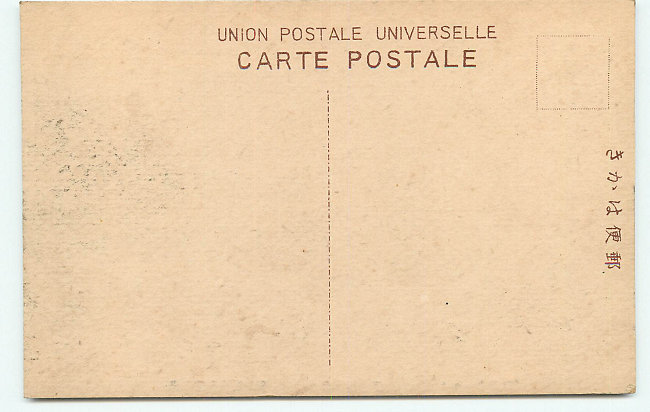 UNION POSTALE UNIVERSELLE
CARTE POSTALE
郵便はかき